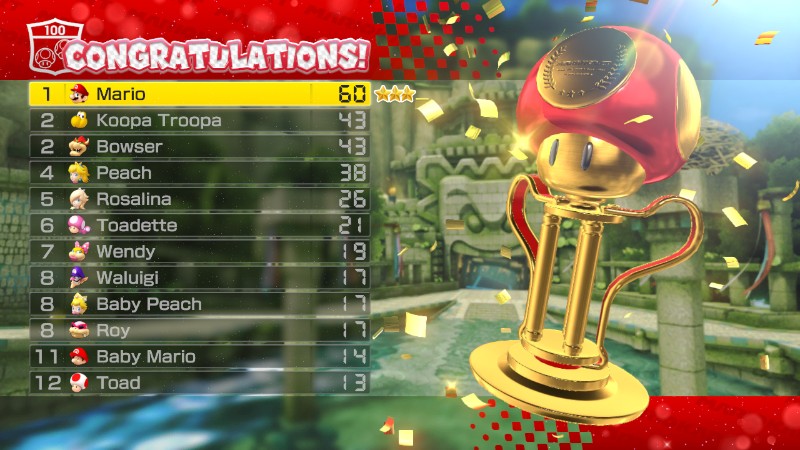 100
CONGRATULATIONS!
1 Mario 60
2 Koopa Troopa 43
2 Bowser 43
4 Peach 38
5 Rosalina 26
6 Toadette 21
7 Wendy 19
8 Waluigi 17
8 Baby Peach 17
8 Roy 17
11 Baby Mario 14
12 Toad 13